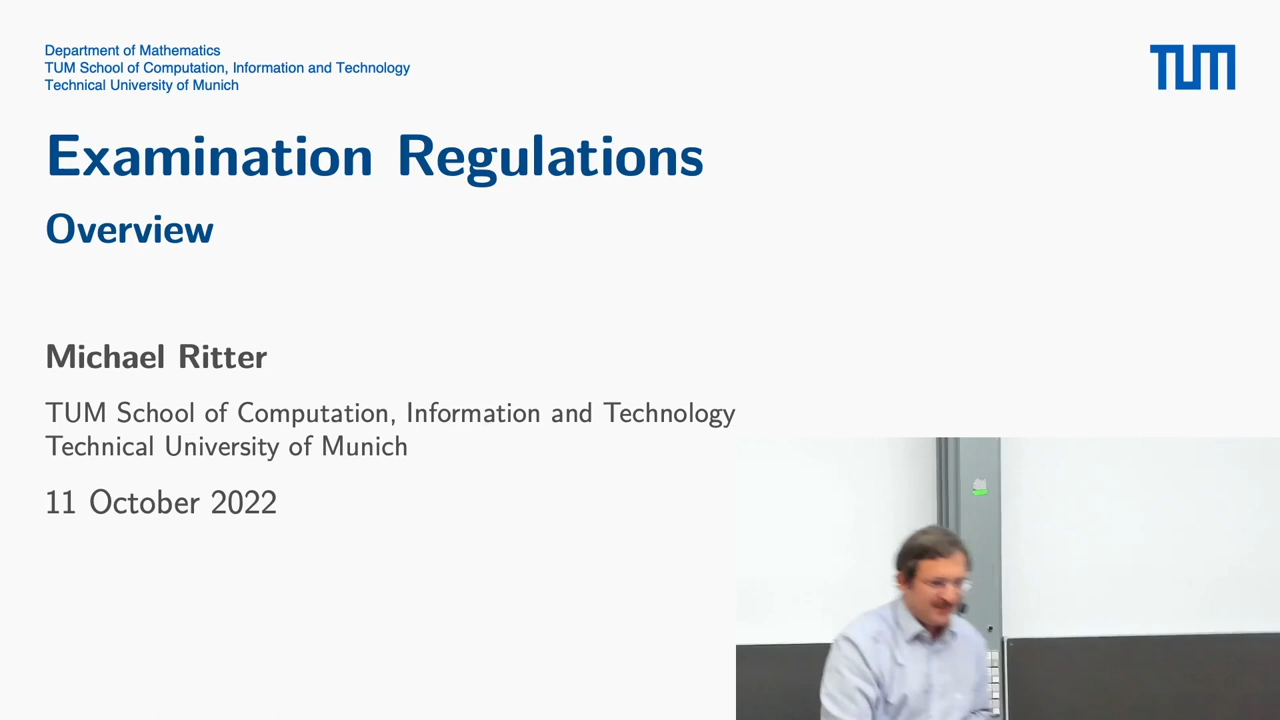 Department of Mathematics
TUM School of Computation, Information and Technology
Technical University of Munich
TUM
Examination Regulations
Overview
Michael Ritter
TUM School of Computation, Information and Technology
Technical University of Munich
11 October 2022